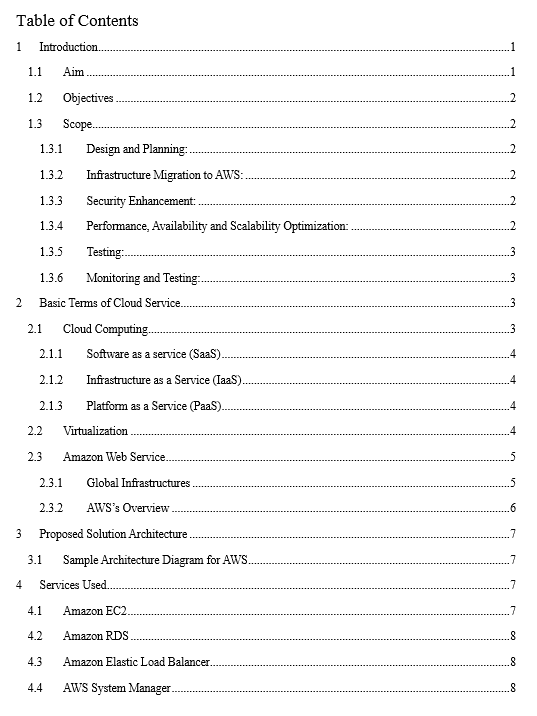 Table of Contents
1 Introduction 1
1.1 Aim 1
1.2 Objectives 2
1.3 Scope 2
1.3.1 Design and Planning: 2
1.3.2 Infrastructure Migration to AWS: 2
1.3.3 Security Enhancement: 2
1.3.4 Performance, Availability and Scalability Optimization: 2
1.3.5 Testing: 3
1.3.6 Monitoring and Testing: 3
2 Basic Terms of Cloud Service 3
2.1 Cloud Computing 3
2.1.1 Software as a service (SaaS) 4
2.1.2 Infrastructure as a Service (IaaS) 4
2.1.3 Platform as a Service (PaaS) 4
2.2 Virtualization 4
2.3 Amazon Web Service 5
2.3.1 Global Infrastructures 5
2.3.2 AWS's Overview 6
3 Proposed Solution Architecture 7
3.1 Sample Architecture Diagram for AWS 7
4 Services Used 7
4.1 Amazon EC2 7
4.2 Amazon RDS 8
4.3 Amazon Elastic Load Balancer 8
4.4 AWS System Manager 8